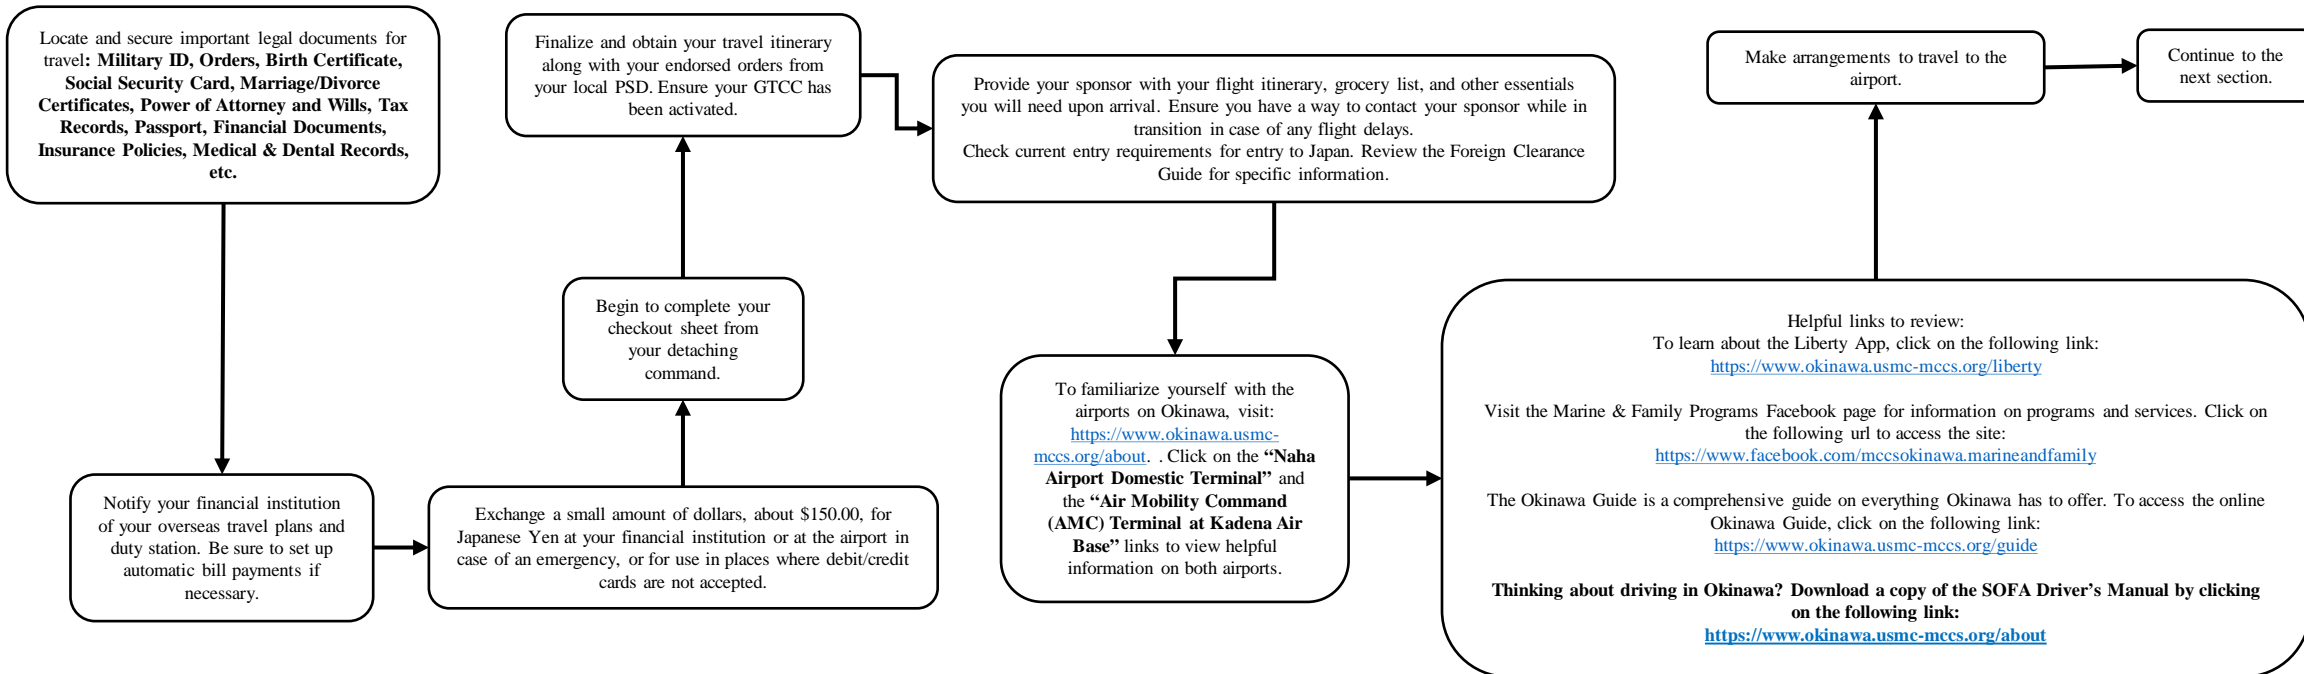 Locate and secure important legal documents for
travel: Military ID, Orders, Birth Certificate,
Social Security Card, Marriage/Divorce
Certificates, Power of Attorney and Wills, Tax
Records, Passport, Financial Documents,
Insurance Policies, Medical & Dental Records,
etc.
Notify your financial institution
of your overseas travel plans and
duty station. Be sure to set up
automatic bill payments if
necessary.
Exchange a small amount of dollars, about $150.00, for
Japanese Yen at your financial institution or at the airport in
case of an emergency, or for use in places where debit/credit
cards are not accepted.
Begin to complete your
checkout sheet from
your detaching
command.
Finalize and obtain your travel itinerary
along with your endorsed orders from
your local PSD. Ensure your GTCC has
been activated.
Provide your sponsor with your flight itinerary, grocery list, and other essentials
you will need upon arrival. Ensure you have a way to contact your sponsor while in
transition in case of any flight delays.
Check current entry requirements for entry to Japan. Review the Foreign Clearance
Guide for specific information.
To familiarize yourself with the
airports on Okinawa, visit:
https://www.okinawa.usmc-
mccs.org/about. . Click on the “Naha
Airport Domestic Terminal” and
the “Air Mobility Command
(AMC) Terminal at Kadena Air
Base” links to view helpful
information on both airports.
Helpful links to review:
To learn about the Liberty App, click on the following link:
https://www.okinawa.usmc-mccs.org/liberty
Visit the Marine & Family Programs Facebook page for information on programs and services. Click on
the following url to access the site:
https://www.facebook.com/mccsokinawa.marineandfamily
The Okinawa Guide is a comprehensive guide on everything Okinawa has to offer. To access the online
Okinawa Guide, click on the following link:
https://www.okinawa.usmc-mccs.org/guide
Thinking about driving in Okinawa? Download a copy of the SOFA Driver’s Manual by clicking
on the following link:
https://www.okinawa.usmc-mccs.org/about
Make arrangements to travel to the
airport.
Continue to the
next section.